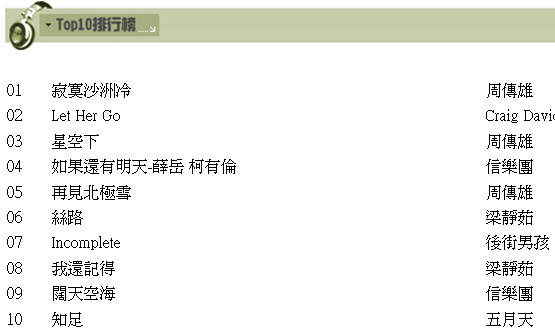 Top10排行榜
01 寂寞沙洲冷 周傳雄
02 Let Her Go Craig Davi
03 星空下 周傳雄
04 如果還有明天-薛岳 柯有倫 信樂團
05 再見北極雪 周傳雄
06 絲路 梁靜茹
07 Incomplete 後街男孩
08 我還記得 梁靜茹
09 闊天空海 信樂團
10 知足 五月天